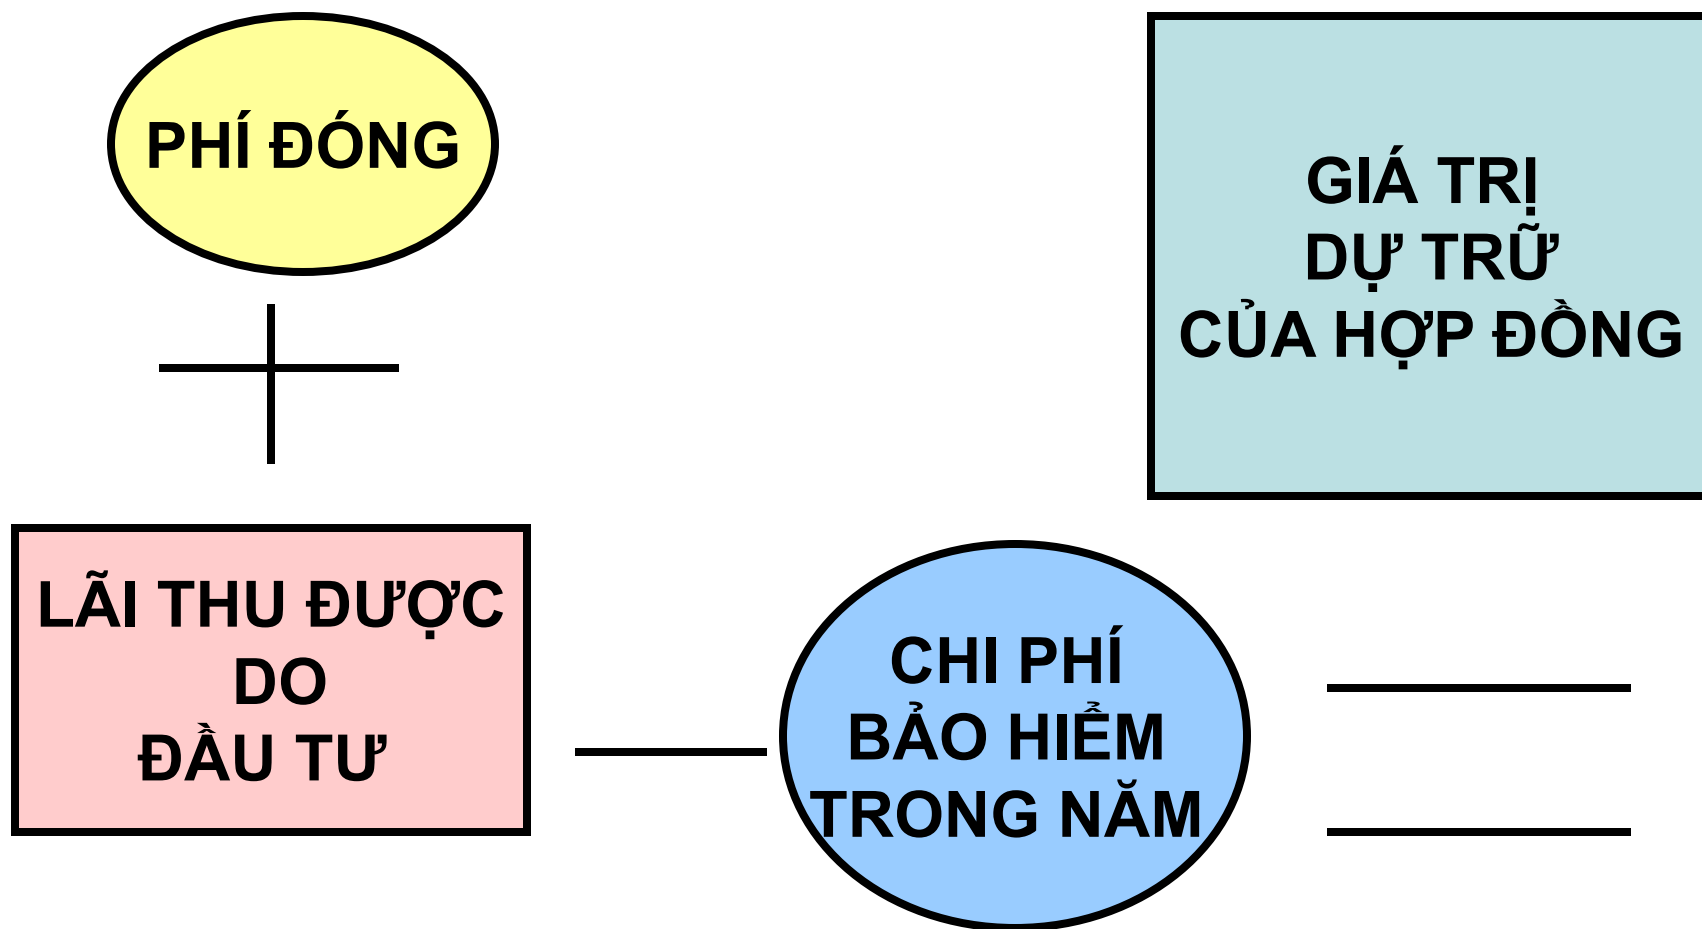 PHÍ ĐÓNG
LÃI THU ĐƯỢC
DO
ĐẦU TƯ
CHI PHÍ
BẢO HIỂM
TRONG NĂM
GIÁ TRỊ
DỰ TRỮ
CỦA HỢP ĐỒNG